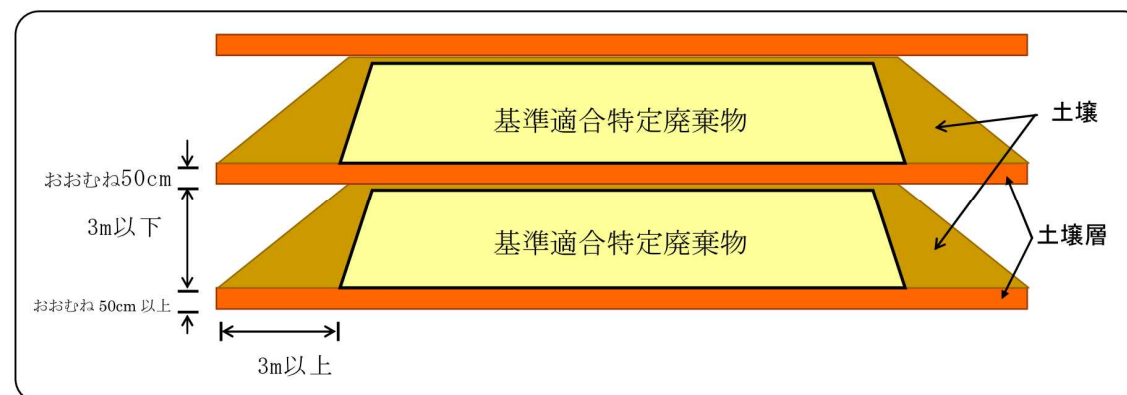 基準適合特定廃棄物
土壌
おおむね50cm
3m以下
基準適合特定廃棄物
土壌層
おおむね 50cm 以上
3m以上